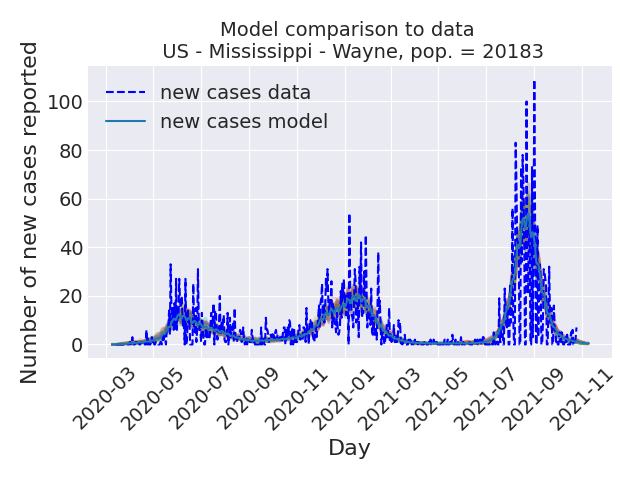 Model comparison to data
US - Mississippi - Wayne, pop. = 20183
Number of new cases reported
100
80
60
40
20
0
new cases data
new cases model
2020-03
2020-05
2020-07
2020-09
2020-11
2021-01
2021-03
2021-05
2021-07
2021-09
2021-11
Day